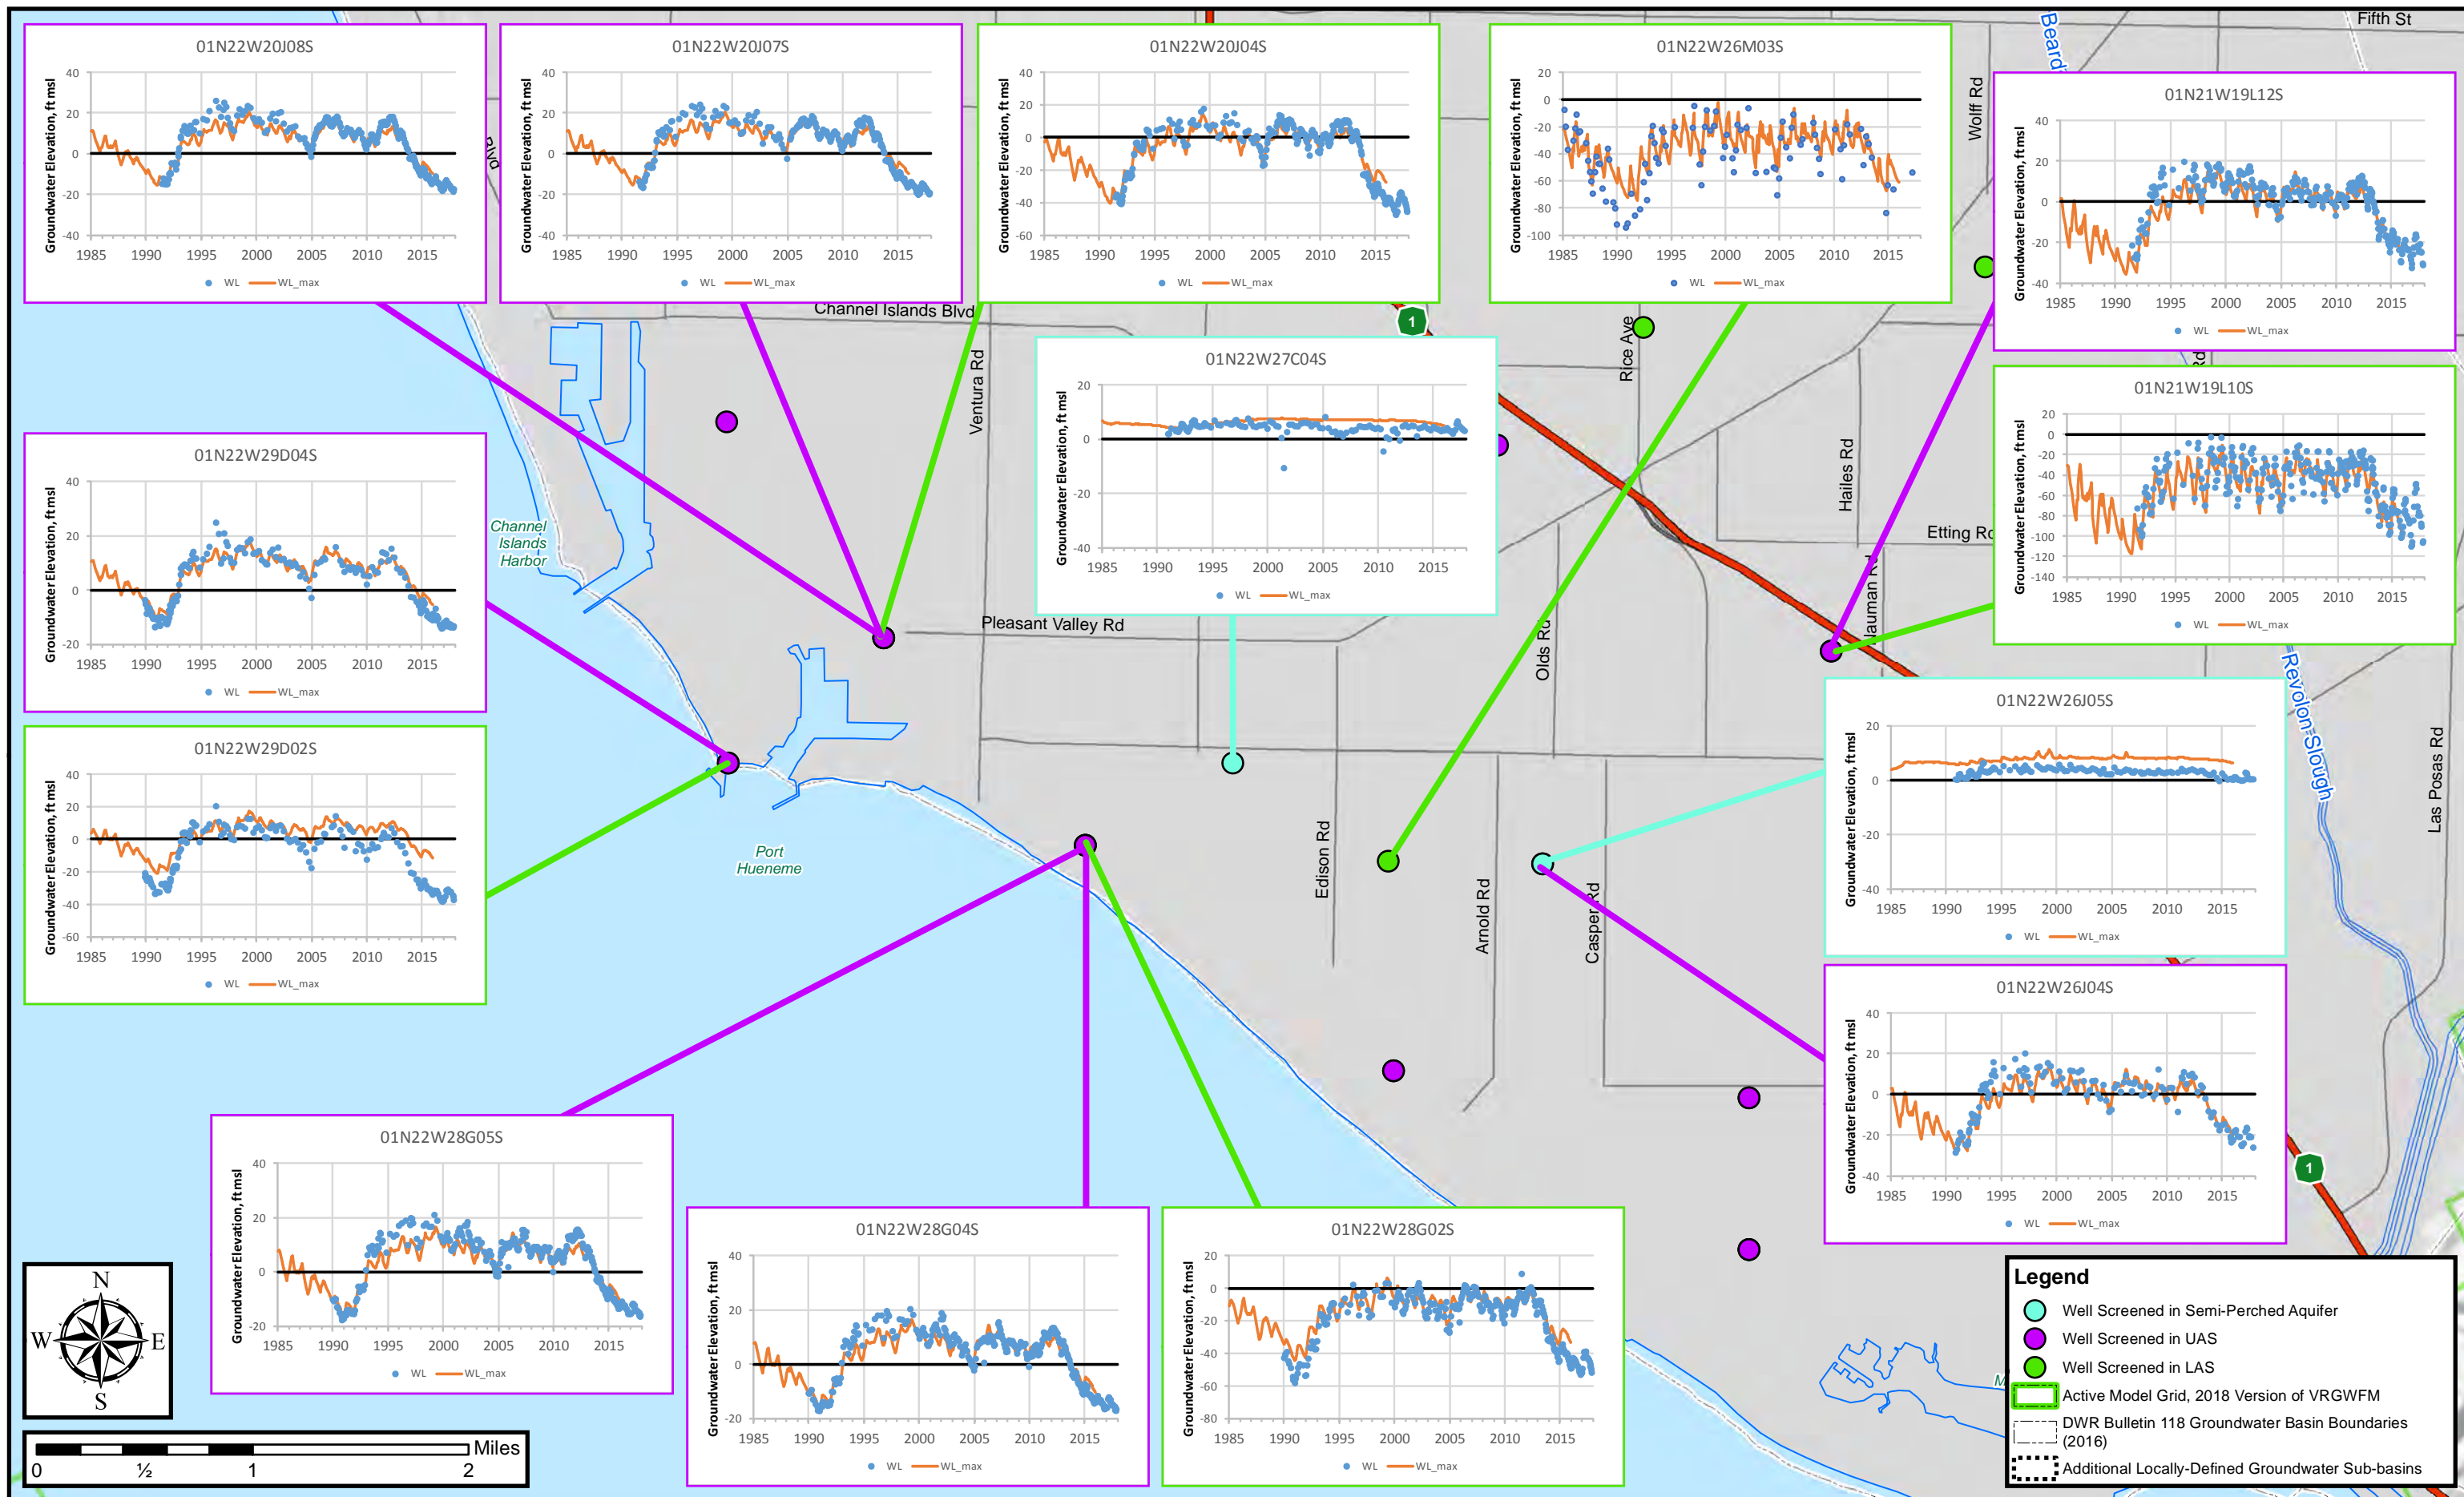 Fifth St
Beardi
Wolff Rd
Blvd
01N22W20J08S
Groundwater Elevation, ft msl
40
20
0
-20
-40
1985 1990 1995 2000 2005 2010 2015
WL WL_max
01N22W20J07S
Groundwater Elevation, ft msl
40
20
0
-20
-40
1985 1990 1995 2000 2005 2010 2015
WL WL_max
01N22W20J04S
Groundwater Elevation, ft msl
40
20
0
-20
-40
-60
1985 1990 1995 2000 2005 2010 2015
WL WL_max
01N22W26M03S
Groundwater Elevation, ft msl
20
0
-20
-40
-60
-80
-100
1985 1990 1995 2000 2005 2010 2015
WL WL_max
01N21W19L12S
Groundwater Elevation, ft msl
40
20
0
-20
-40
1985 1990 1995 2000 2005 2010 2015
WL WL_max
Channel Islands Blvd
1
Ventura Rd
Rice Ave
Rd
01N22W27C04S
Groundwater Elevation, ft msl
20
0
-20
-40
1985 1990 1995 2000 2005 2010 2015
WL WL_max
01N21W19L10S
Groundwater Elevation, ft msl
20
0
-20
-40
-60
-80
-100
-120
-140
1985 1990 1995 2000 2005 2010 2015
WL WL_max
01N22W29D04S
Groundwater Elevation, ft msl
40
20
0
-20
1985 1990 1995 2000 2005 2010 2015
WL WL_max
Channel
Islands
Harbor
Hailes Rd
Etting Rd
Nauman Rd
Pleasant Valley Rd
Olds Rd
Revolon Slough
Las Posas Rd
01N22W29D02S
Groundwater Elevation, ft msl
40
20
0
-20
-40
-60
1985 1990 1995 2000 2005 2010 2015
WL WL_max
01N22W26J05S
Groundwater Elevation, ft msl
20
0
-20
-40
1985 1990 1995 2000 2005 2010 2015
WL WL_max
Port
Hueneme
Edison Rd
Arnold Rd
Casper Rd
01N22W26J04S
Groundwater Elevation, ft msl
40
20
0
-20
-40
1985 1990 1995 2000 2005 2010 2015
WL WL_max
1
01N22W28G05S
Groundwater Elevation, ft msl
40
20
0
-20
1985 1990 1995 2000 2005 2010 2015
WL WL_max
01N22W28G04S
Groundwater Elevation, ft msl
40
20
0
-20
1985 1990 1995 2000 2005 2010 2015
WL WL_max
01N22W28G02S
Groundwater Elevation, ft msl
20
0
-20
-40
-60
-80
1985 1990 1995 2000 2005 2010 2015
WL WL_max
N
W E
S
Miles
0 ½ 1 2
M
Legend
Well Screened in Semi-Perched Aquifer
Well Screened in UAS
Well Screened in LAS
Active Model Grid, 2018 Version of VRGWFM
DWR Bulletin 118 Groundwater Basin Boundaries
(2016)
Additional Locally-Defined Groundwater Sub-basins